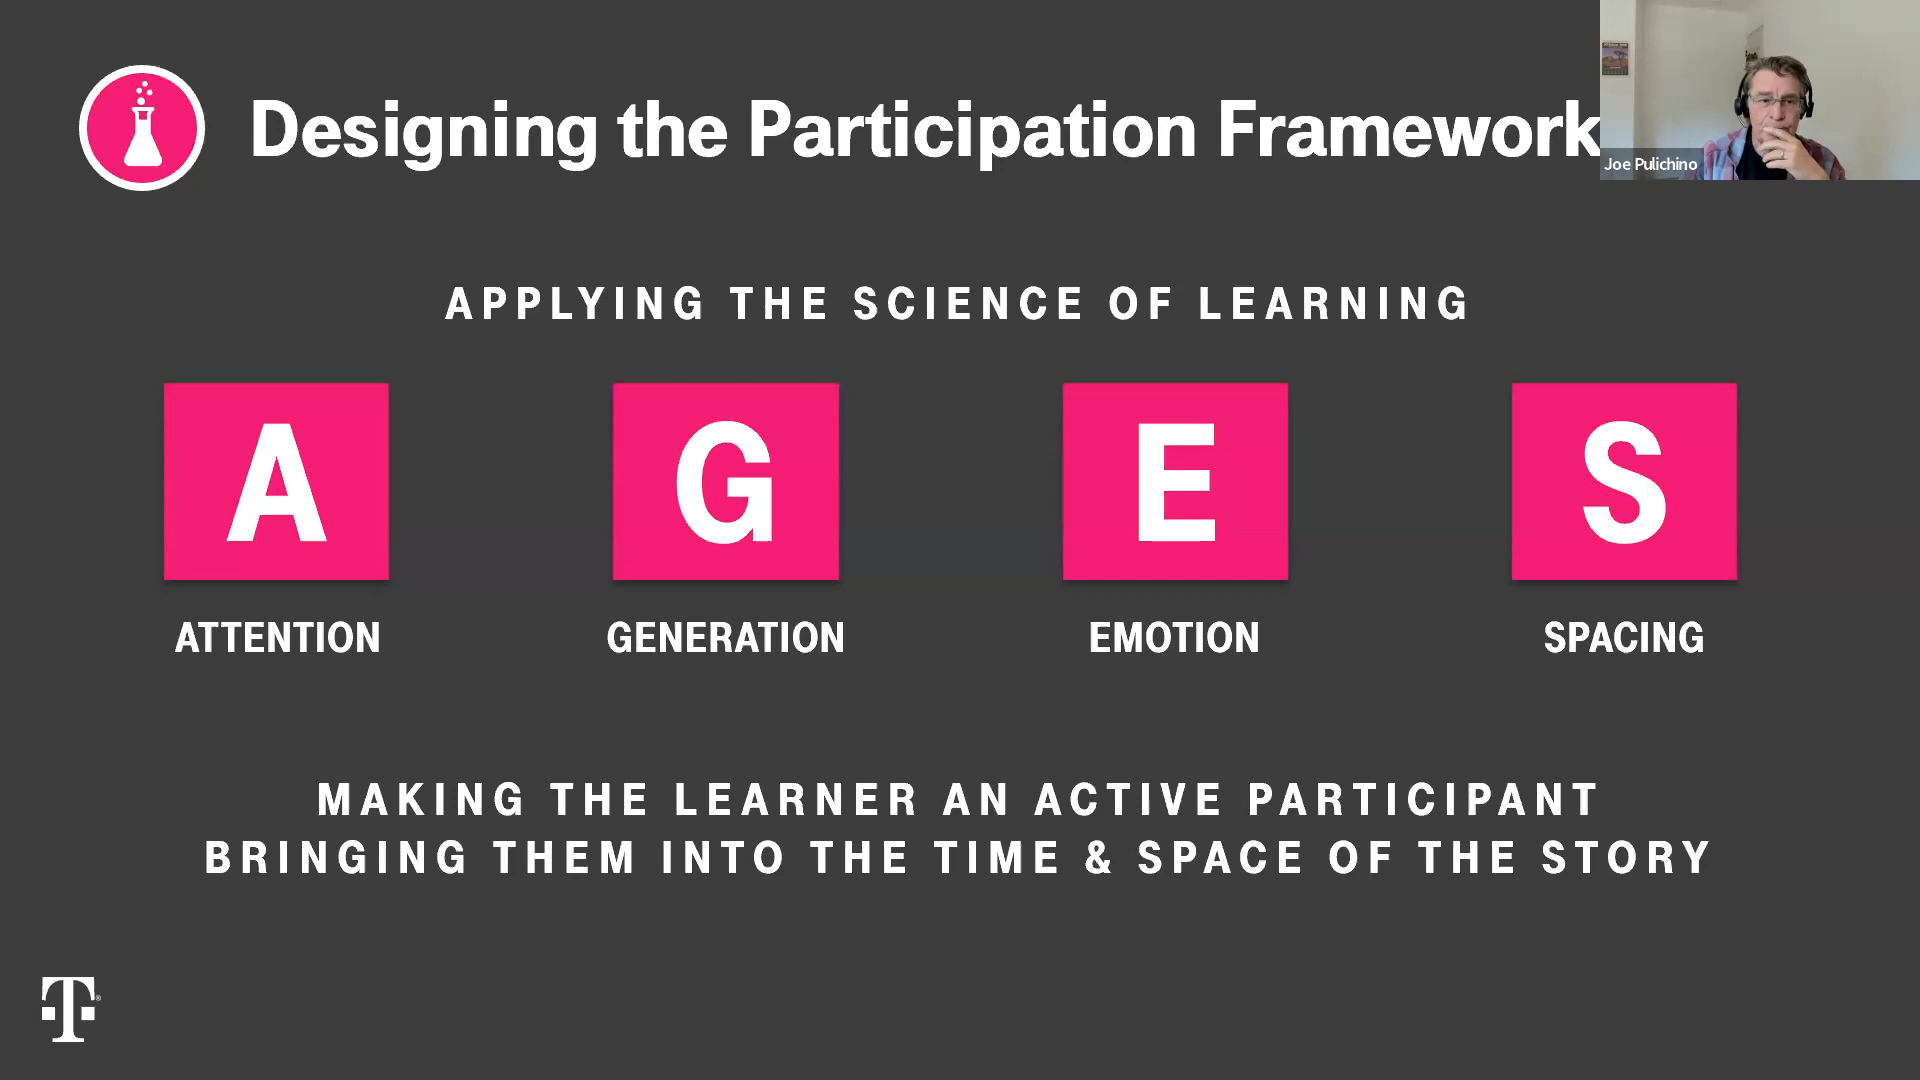 Designing the Participation Framework
Joe Pulichino
APPLYING THE SCIENCE OF LEARNING
A G E S
ATTENTION GENERATION EMOTION SPACING
MAKING THE LEARNER AN ACTIVE PARTICIPANT
BRINGING THEM INTO THE TIME & SPACE OF THE STORY
T®